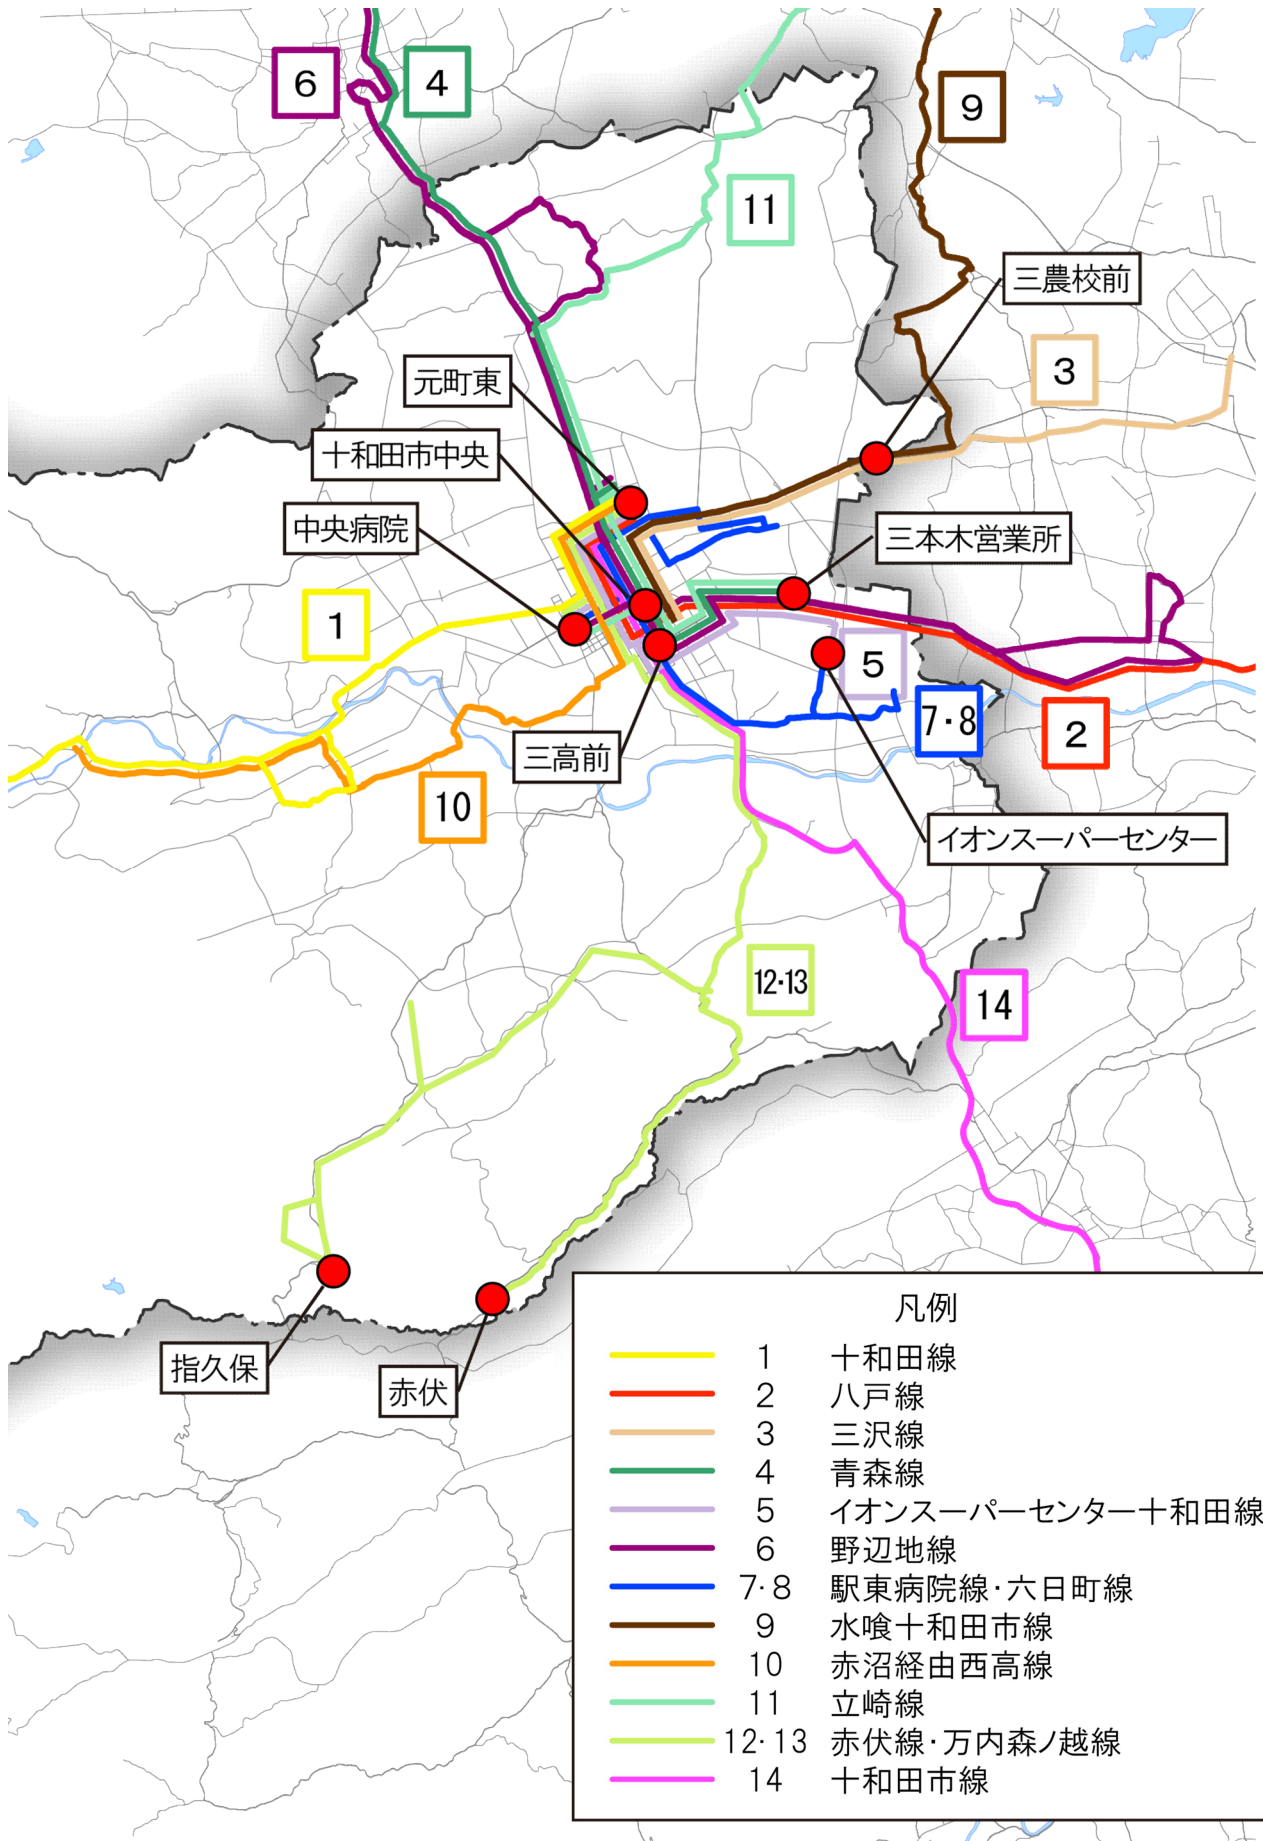 6
4
9
11
三農校前
3
元町東
十和田市中央
中央病院
三本木営業所
1
5
7・8
2
三高前
10
イオンスーパーセンター
12・13
14
指久保
赤伏
凡例
1 十和田線
2 八戸線
3 三沢線
4 青森線
5 イオンスーパーセンター十和田線
6 野辺地線
7・8 駅東病院線・六日町線
9 水喰十和田市線
10 赤沼経由西高線
11 立崎線
12・13 赤伏線・万内森ノ越線
14 十和田市線